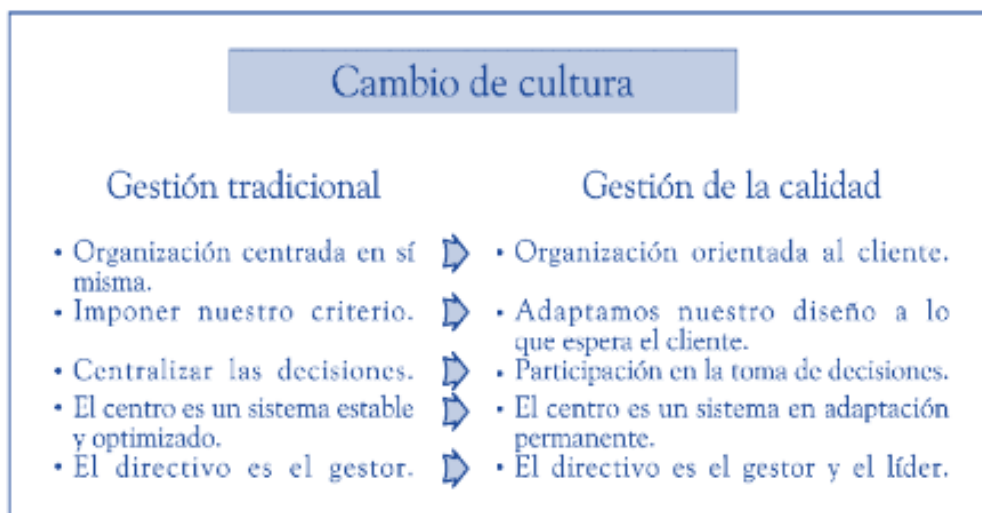 Cambio de cultura
Gestión tradicional
• Organización centrada en sí
misma.
• Imponer nuestro criterio.
• Centralizar las decisiones.
• El centro es un sistema estable
y optimizado.
• El directivo es el gestor.
Gestión de la calidad
• Organización orientada al cliente.
• Adaptamos nuestro diseño a lo
que espera el cliente.
• Participación en la toma de decisiones.
• El centro es un sistema en adaptación
permanente.
• El directivo es el gestor y el líder.